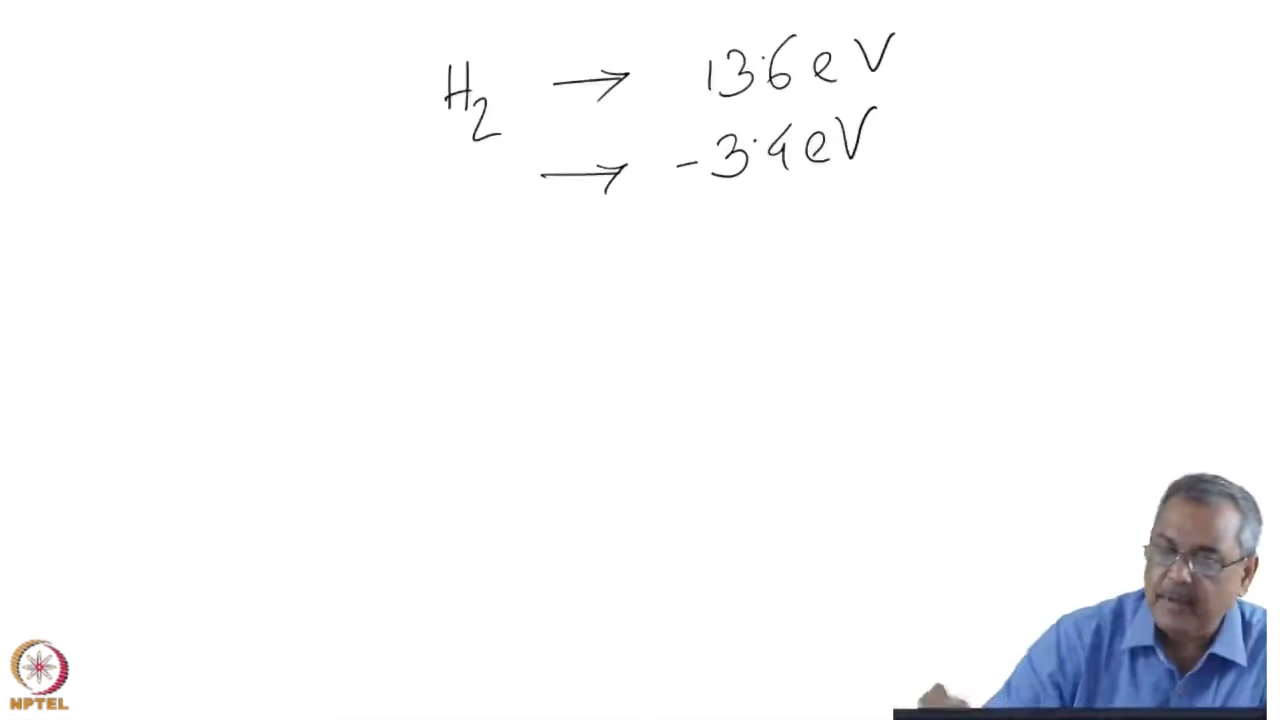 H₂ → 13.6 eV
→ -3.4 eV
NPTEL